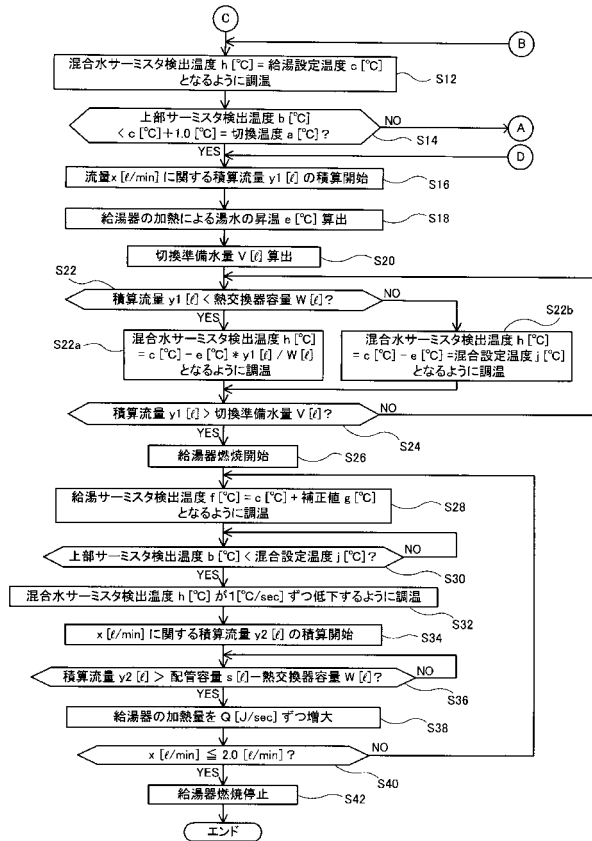 C
B
混合水サーミスタ検出温度 h [℃] = 給湯設定温度 c [℃]
となるように調温
S12
上部サーミスタ検出温度 b [℃]
< c [℃]+1.0 [℃] = 切換温度 a [℃] ?
NO
A
S14
YES
D
流量x [ℓ/min] に関する積算流量 y1 [ℓ] の積算開始
S16
給湯器の加熱による湯水の昇温 e [℃] 算出
S18
切換準備水量 V [ℓ] 算出
S20
S22
積算流量 y1 [ℓ] < 熱交換器容量 W [ℓ] ?
NO
YES
S22b
S22a
混合水サーミスタ検出温度 h [℃]
= c [℃] − e [℃] * y1 [ℓ] / W [ℓ]
となるように調温
混合水サーミスタ検出温度 h [℃]
= c [℃] − e [℃] =混合設定温度 j [℃]
となるように調温
積算流量 y1 [ℓ] > 切換準備水量 V [ℓ] ?
NO
S24
YES
給湯器燃焼開始
S26
給湯サーミスタ検出温度 f [℃] = c [℃] + 補正値 g [℃]
となるように調温
S28
上部サーミスタ検出温度 b [℃] < 混合設定温度 j [℃] ?
NO
S30
YES
混合水サーミスタ検出温度 h [℃] が 1 [℃/sec] ずつ低下するように調温
S32
x [ℓ/min] に関する積算流量 y2 [ℓ] の積算開始
S34
積算流量 y2 [ℓ] > 配管容量 s [ℓ] −熱交換器容量 W [ℓ] ?
NO
S36
YES
給湯器の加熱量を Q [J/sec] ずつ増大
S38
x [ℓ/min] ≦ 2.0 [ℓ/min] ?
NO
S40
YES
給湯器燃焼停止
S42
エンド